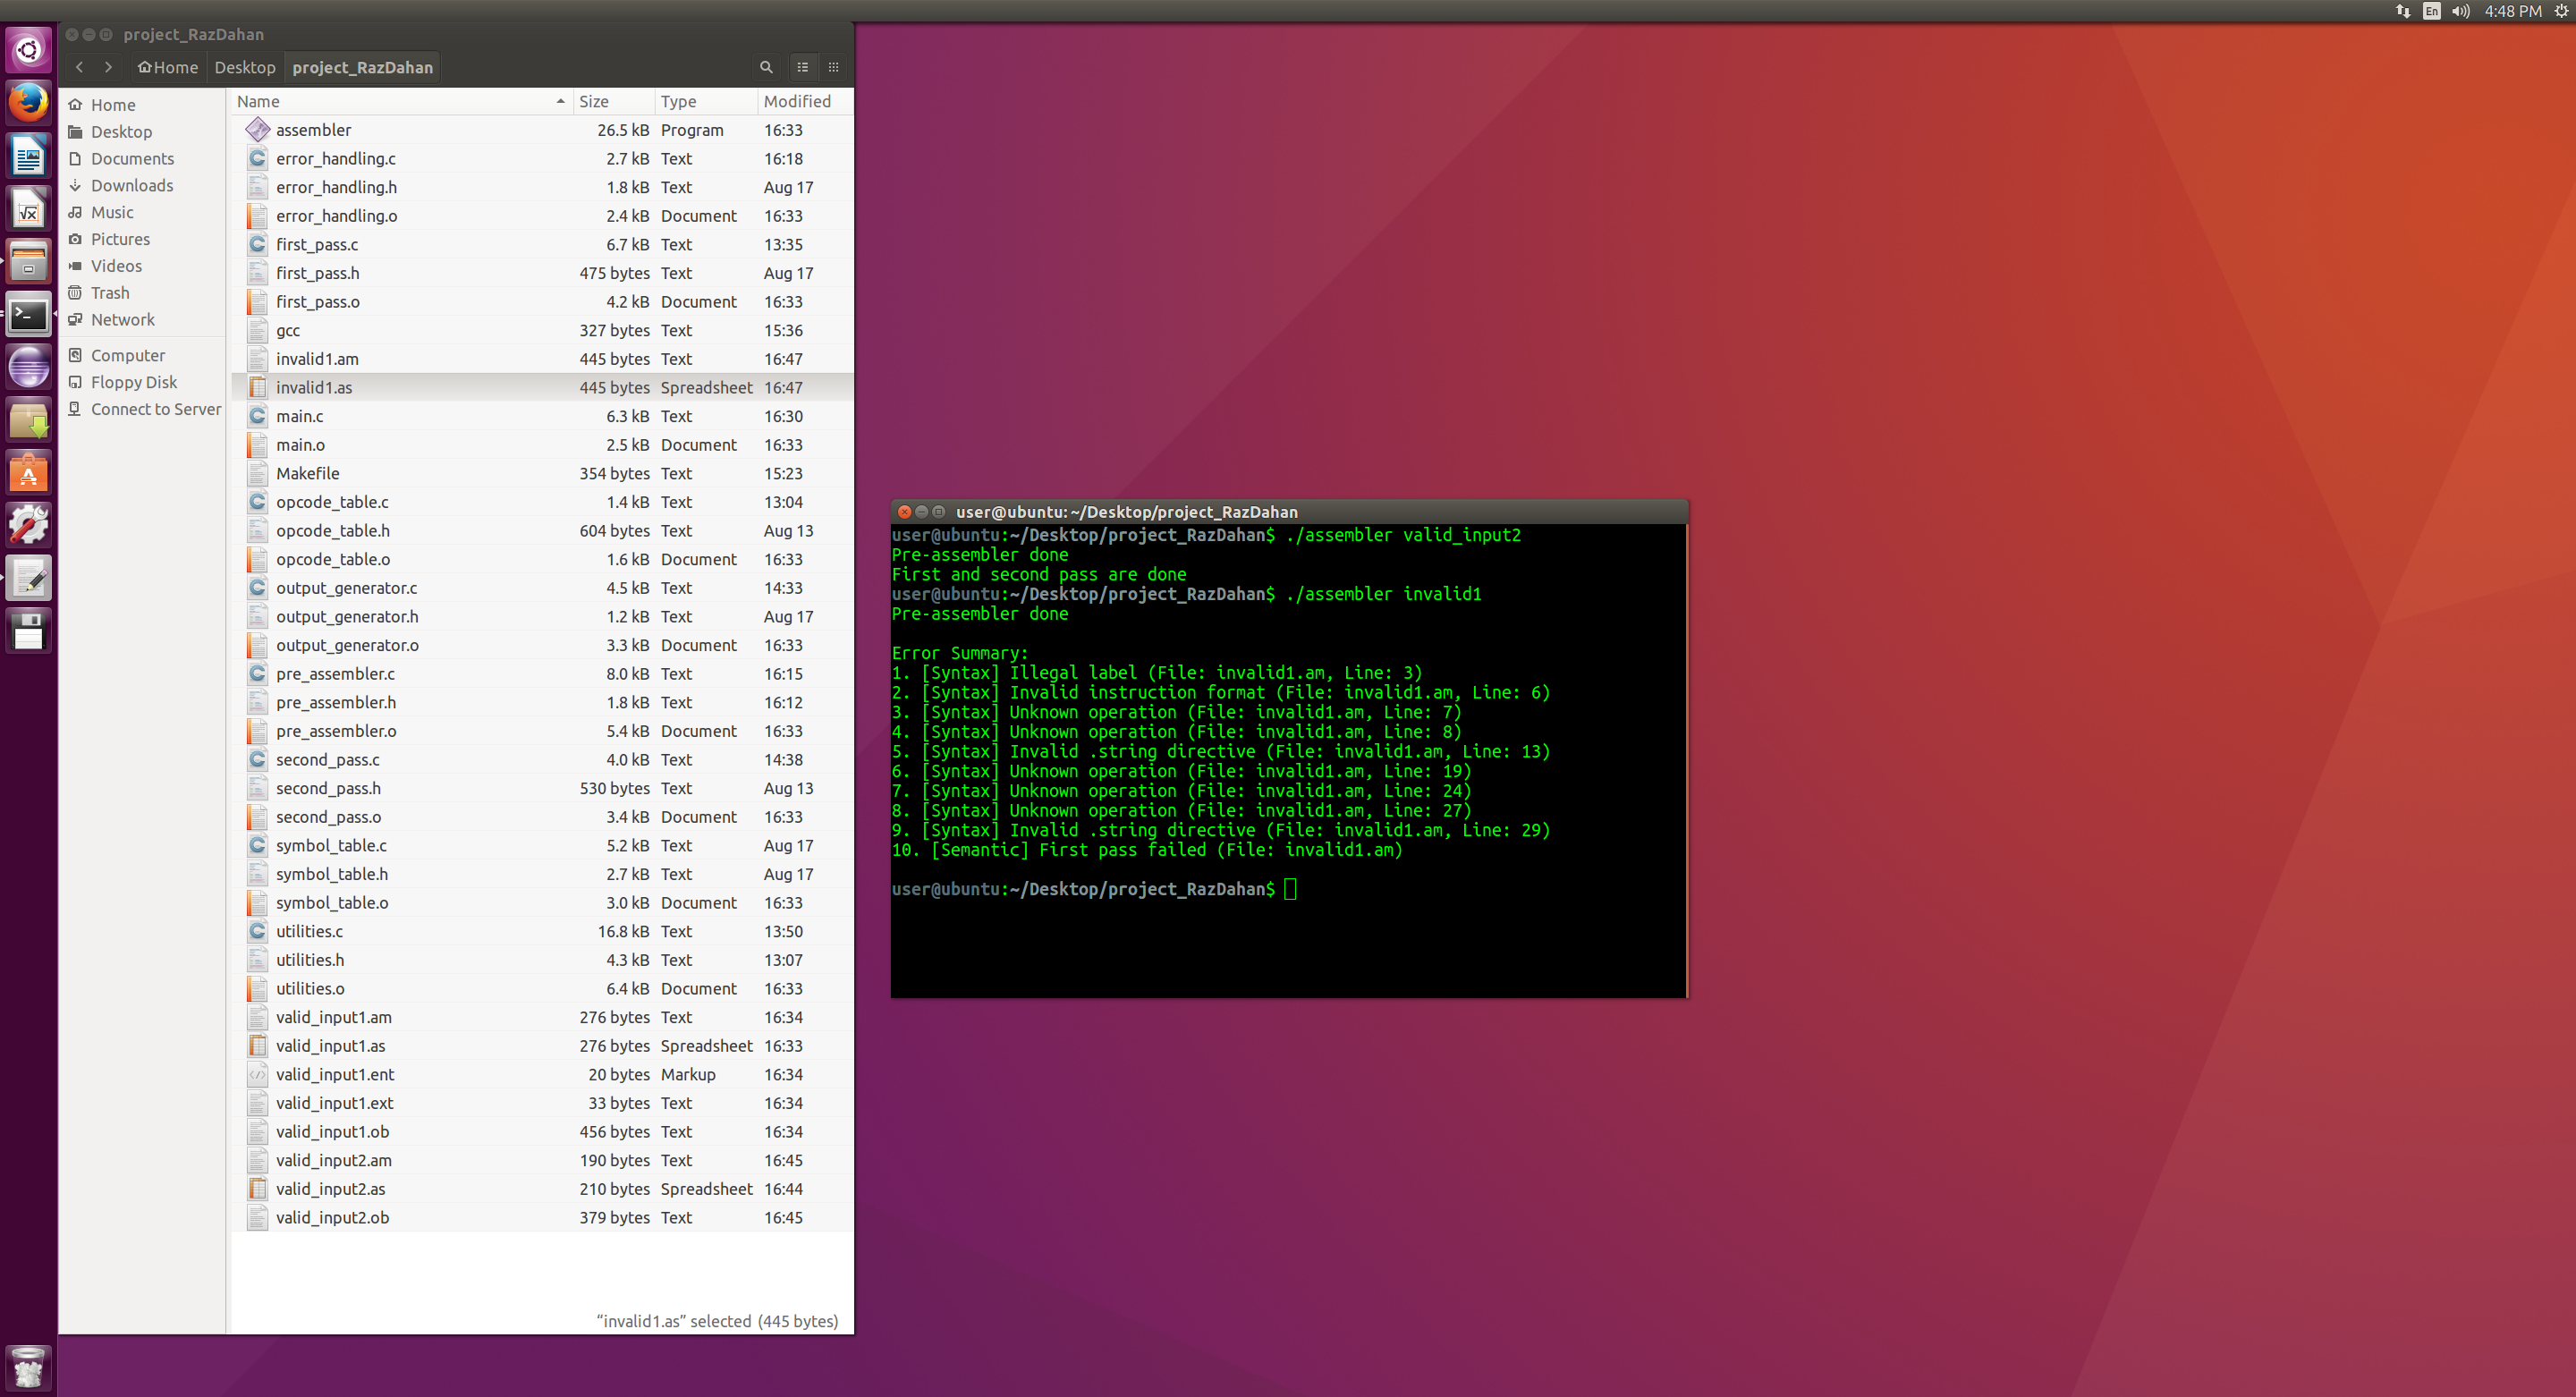 En 4:48 PM
project_RazDahan
Home Desktop project_RazDahan
Home
Desktop
Documents
Downloads
Music
Pictures
Videos
Trash
Network
Computer
Floppy Disk
Connect to Server
Name Size Type Modified
assembler 26.5 kB Program 16:33
error_handling.c 2.7 kB Text 16:18
error_handling.h 1.8 kB Text Aug 17
error_handling.o 2.4 kB Document 16:33
first_pass.c 6.7 kB Text 13:35
first_pass.h 475 bytes Text Aug 17
first_pass.o 4.2 kB Document 16:33
gcc 327 bytes Text 15:36
invalid1.am 445 bytes Text 16:47
invalid1.as 445 bytes Spreadsheet 16:47
main.c 6.3 kB Text 16:30
main.o 2.5 kB Document 16:33
Makefile 354 bytes Text 15:23
opcode_table.c 1.4 kB Text 13:04
opcode_table.h 604 bytes Text Aug 13
opcode_table.o 1.6 kB Document 16:33
output_generator.c 4.5 kB Text 14:33
output_generator.h 1.2 kB Text Aug 17
output_generator.o 3.3 kB Document 16:33
pre_assembler.c 8.0 kB Text 16:15
pre_assembler.h 1.8 kB Text 16:12
pre_assembler.o 5.4 kB Document 16:33
second_pass.c 4.0 kB Text 14:38
second_pass.h 530 bytes Text Aug 13
second_pass.o 3.4 kB Document 16:33
symbol_table.c 5.2 kB Text Aug 17
symbol_table.h 2.7 kB Text Aug 17
symbol_table.o 3.0 kB Document 16:33
utilities.c 16.8 kB Text 13:50
utilities.h 4.3 kB Text 13:07
utilities.o 6.4 kB Document 16:33
valid_input1.am 276 bytes Text 16:34
valid_input1.as 276 bytes Spreadsheet 16:33
valid_input1.ent 20 bytes Markup 16:34
valid_input1.ext 33 bytes Text 16:34
valid_input1.ob 456 bytes Text 16:34
valid_input2.am 190 bytes Text 16:45
valid_input2.as 210 bytes Spreadsheet 16:44
valid_input2.ob 379 bytes Text 16:45
“invalid1.as” selected (445 bytes)
user@ubuntu: ~/Desktop/project_RazDahan
user@ubuntu:~/Desktop/project_RazDahan$ ./assembler valid_input2
Pre-assembler done
First and second pass are done
user@ubuntu:~/Desktop/project_RazDahan$ ./assembler invalid1
Pre-assembler done
Error Summary:
1. [Syntax] Illegal label (File: invalid1.am, Line: 3)
2. [Syntax] Invalid instruction format (File: invalid1.am, Line: 6)
3. [Syntax] Unknown operation (File: invalid1.am, Line: 7)
4. [Syntax] Unknown operation (File: invalid1.am, Line: 8)
5. [Syntax] Invalid .string directive (File: invalid1.am, Line: 13)
6. [Syntax] Unknown operation (File: invalid1.am, Line: 19)
7. [Syntax] Unknown operation (File: invalid1.am, Line: 24)
8. [Syntax] Unknown operation (File: invalid1.am, Line: 27)
9. [Syntax] Invalid .string directive (File: invalid1.am, Line: 29)
10. [Semantic] First pass failed (File: invalid1.am)
user@ubuntu:~/Desktop/project_RazDahan$